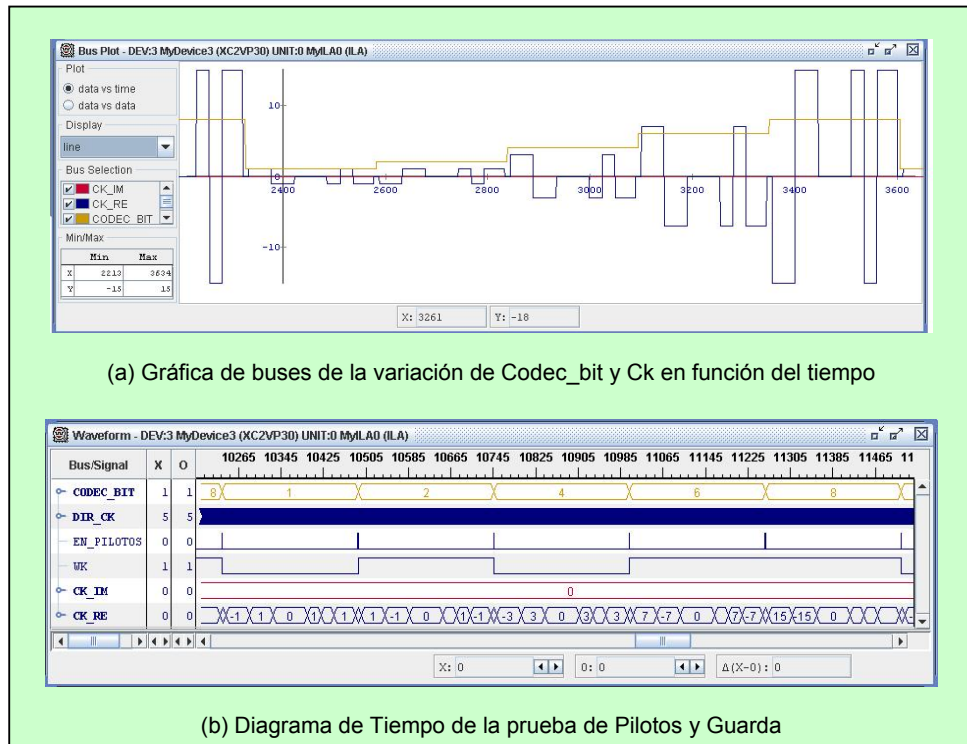 Bus Plot - DEV:3 MyDevice3 (XC2VP30) UNIT:0 MyILA0 (ILA)
Plot
data vs time
data vs data
Display
line
Bus Selection
CK_IM
CK_RE
CODEC_BIT
Min/Max
Min Max
X 2213 3634
Y -15 15
10
0
-10
2400 2600 2800 3000 3200 3400 3600
X: 3261 Y: -18
(a) Gráfica de buses de la variación de Codec_bit y Ck en función del tiempo
Waveform - DEV:3 MyDevice3 (XC2VP30) UNIT:0 MyILA0 (ILA)
Bus/Signal X O 10265 10345 10425 10505 10585 10665 10745 10825 10905 10985 11065 11145 11225 11305 11385 11465 11
CODEC_BIT 1 1 8 1 2 4 6 8
DIR_CK 5 5
EN_PILOTOS 0 0
WK 1 1
CK_IM 0 0 0
CK_RE 0 0 -1 1 0 1 1 1 -1 0 1 -1 -3 3 0 3 3 7 -7 0 7 -7 15 -15 0
X: 0 O: 0 Δ(X-O): 0
(b) Diagrama de Tiempo de la prueba de Pilotos y Guarda